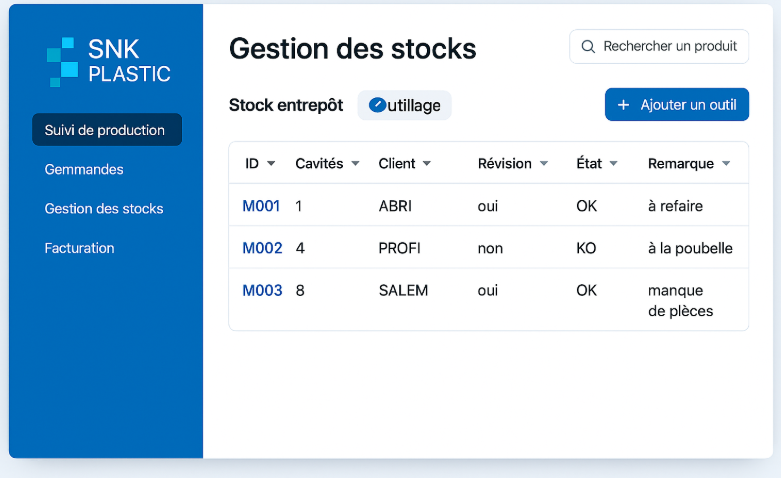 SNK
PLASTIC
Suivi de production
Gemmandes
Gestion des stocks
Facturation
Gestion des stocks
Rechercher un produit
Stock entrepôt
utillage
+ Ajouter un outil
ID Cavités Client Révision État Remarque
M001 1 ABRI oui OK à refaire
M002 4 PROFI non KO à la poubelle
M003 8 SALEM oui OK manque
de plèces